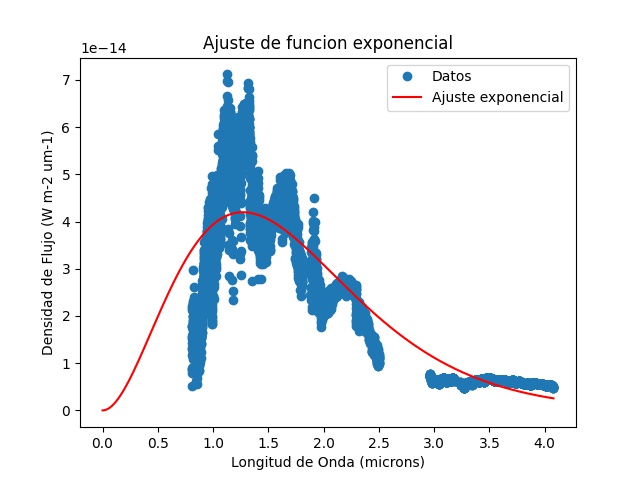 Ajuste de funcion exponencial
1e−14
Datos
Ajuste exponencial
Densidad de Flujo (W m-2 um-1)
7
6
5
4
3
2
1
0
0.0 0.5 1.0 1.5 2.0 2.5 3.0 3.5 4.0
Longitud de Onda (microns)